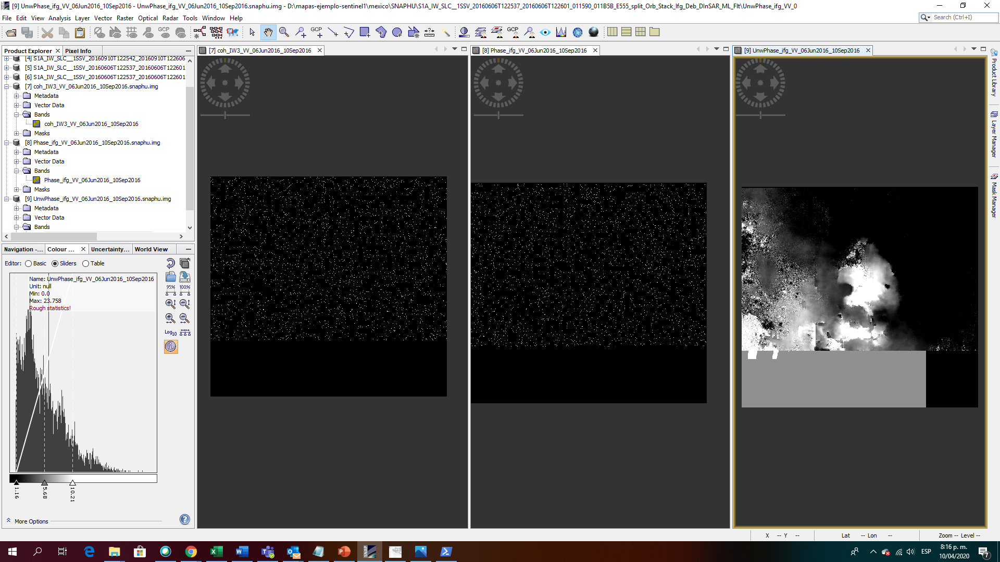 [9] UnwPhase_ifg_VV_06Jun2016_10Sep2016 - UnwPhase_ifg_VV_06Jun2016_10Sep2016.snaphu.img - D:\mapas-ejemplo-sentinel1\mexico\SNAPHU\S1A_IW_SLC__1SSV_20160606T122537_20160606T122601_011590_011B5B_E555_split_Orb_Stack_Ifg_Deb_DInSAR_ML_Flt\UnwPhase_ifg_VV_0
File Edit View Analysis Layer Vector Raster Optical Radar Tools Window Help
Search (Ctrl+I)
GCP GCP GCP
Product Explorer Pixel Info
[7] coh_IW3_VV_06Jun2016_10Sep2016
[8] Phase_ifg_VV_06Jun2016_10Sep2016
[9] UnwPhase_ifg_VV_06Jun2016_10Sep2016
[4] S1A_IW_SLC__1SSV_20160910T122542_20160910T122606
[5] S1A_IW_SLC__1SSV_20160606T122537_20160606T122601
[6] S1A_IW_SLC__1SSV_20160606T122537_20160606T122601
[7] coh_IW3_VV_06Jun2016_10Sep2016.snaphu.img
Metadata
Vector Data
Bands
coh_IW3_VV_06Jun2016_10Sep2016
Masks
[8] Phase_ifg_VV_06Jun2016_10Sep2016.snaphu.img
Metadata
Vector Data
Bands
Phase_ifg_VV_06Jun2016_10Sep2016
Masks
[9] UnwPhase_ifg_VV_06Jun2016_10Sep2016.snaphu.img
Metadata
Vector Data
Bands
Navigation -... Colour ... Uncertainty... World View
Editor: Basic Sliders Table
Name: UnwPhase_ifg_VV_06Jun2016_10Sep2016
Unit: null
Min: 0.0
Max: 23.758
Rough statistics!
95% 100%
Log10
1.16
5.68
10.21
More Options
Product Library
Layer Manager
Mask Manager
X -- Y -- Lat -- Lon -- Zoom -- Level --
SNAP
ESP
8:16 p. m.
10/04/2020
7